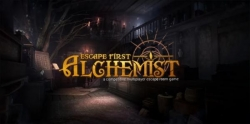 ESCAPE FIRST
ALCHEMIST
a competitive multiplayer escape room game